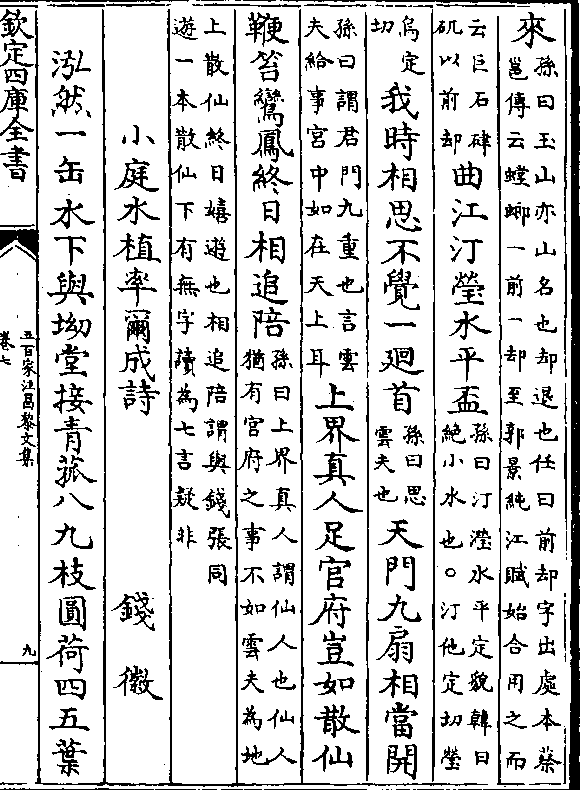 來孫曰玉山亦山名也却退也任曰前却字出處本蔡邕傳云螳螂一前一却至郭景純江賦始合用之而
云巨石硉矶以前却曲江汀瀅水平盃孫曰汀瀅水平定貌韓曰絶小水也○汀他定切瀅
烏定切我時相思不覺一廻首孫曰思雲夫也天門九扇相當開
孫曰謂君門九重也言雲夫給事宮中如在天上耳上界真人足官府豈如散仙
鞭笞鸞鳳終日相追陪孫曰上界真人謂仙人也仙人猶有官府之事不如雲夫為地
上散仙終日嬉遊也相追陪謂與錢張同遊一本散仙下有無字讀為七言疑非
小庭水植率爾成詩 錢徽
泓然一缶水下與坳堂接青菰八九枝圓荷四五葉
欽定四庫全書
五百家注昌黎文集
卷七
九